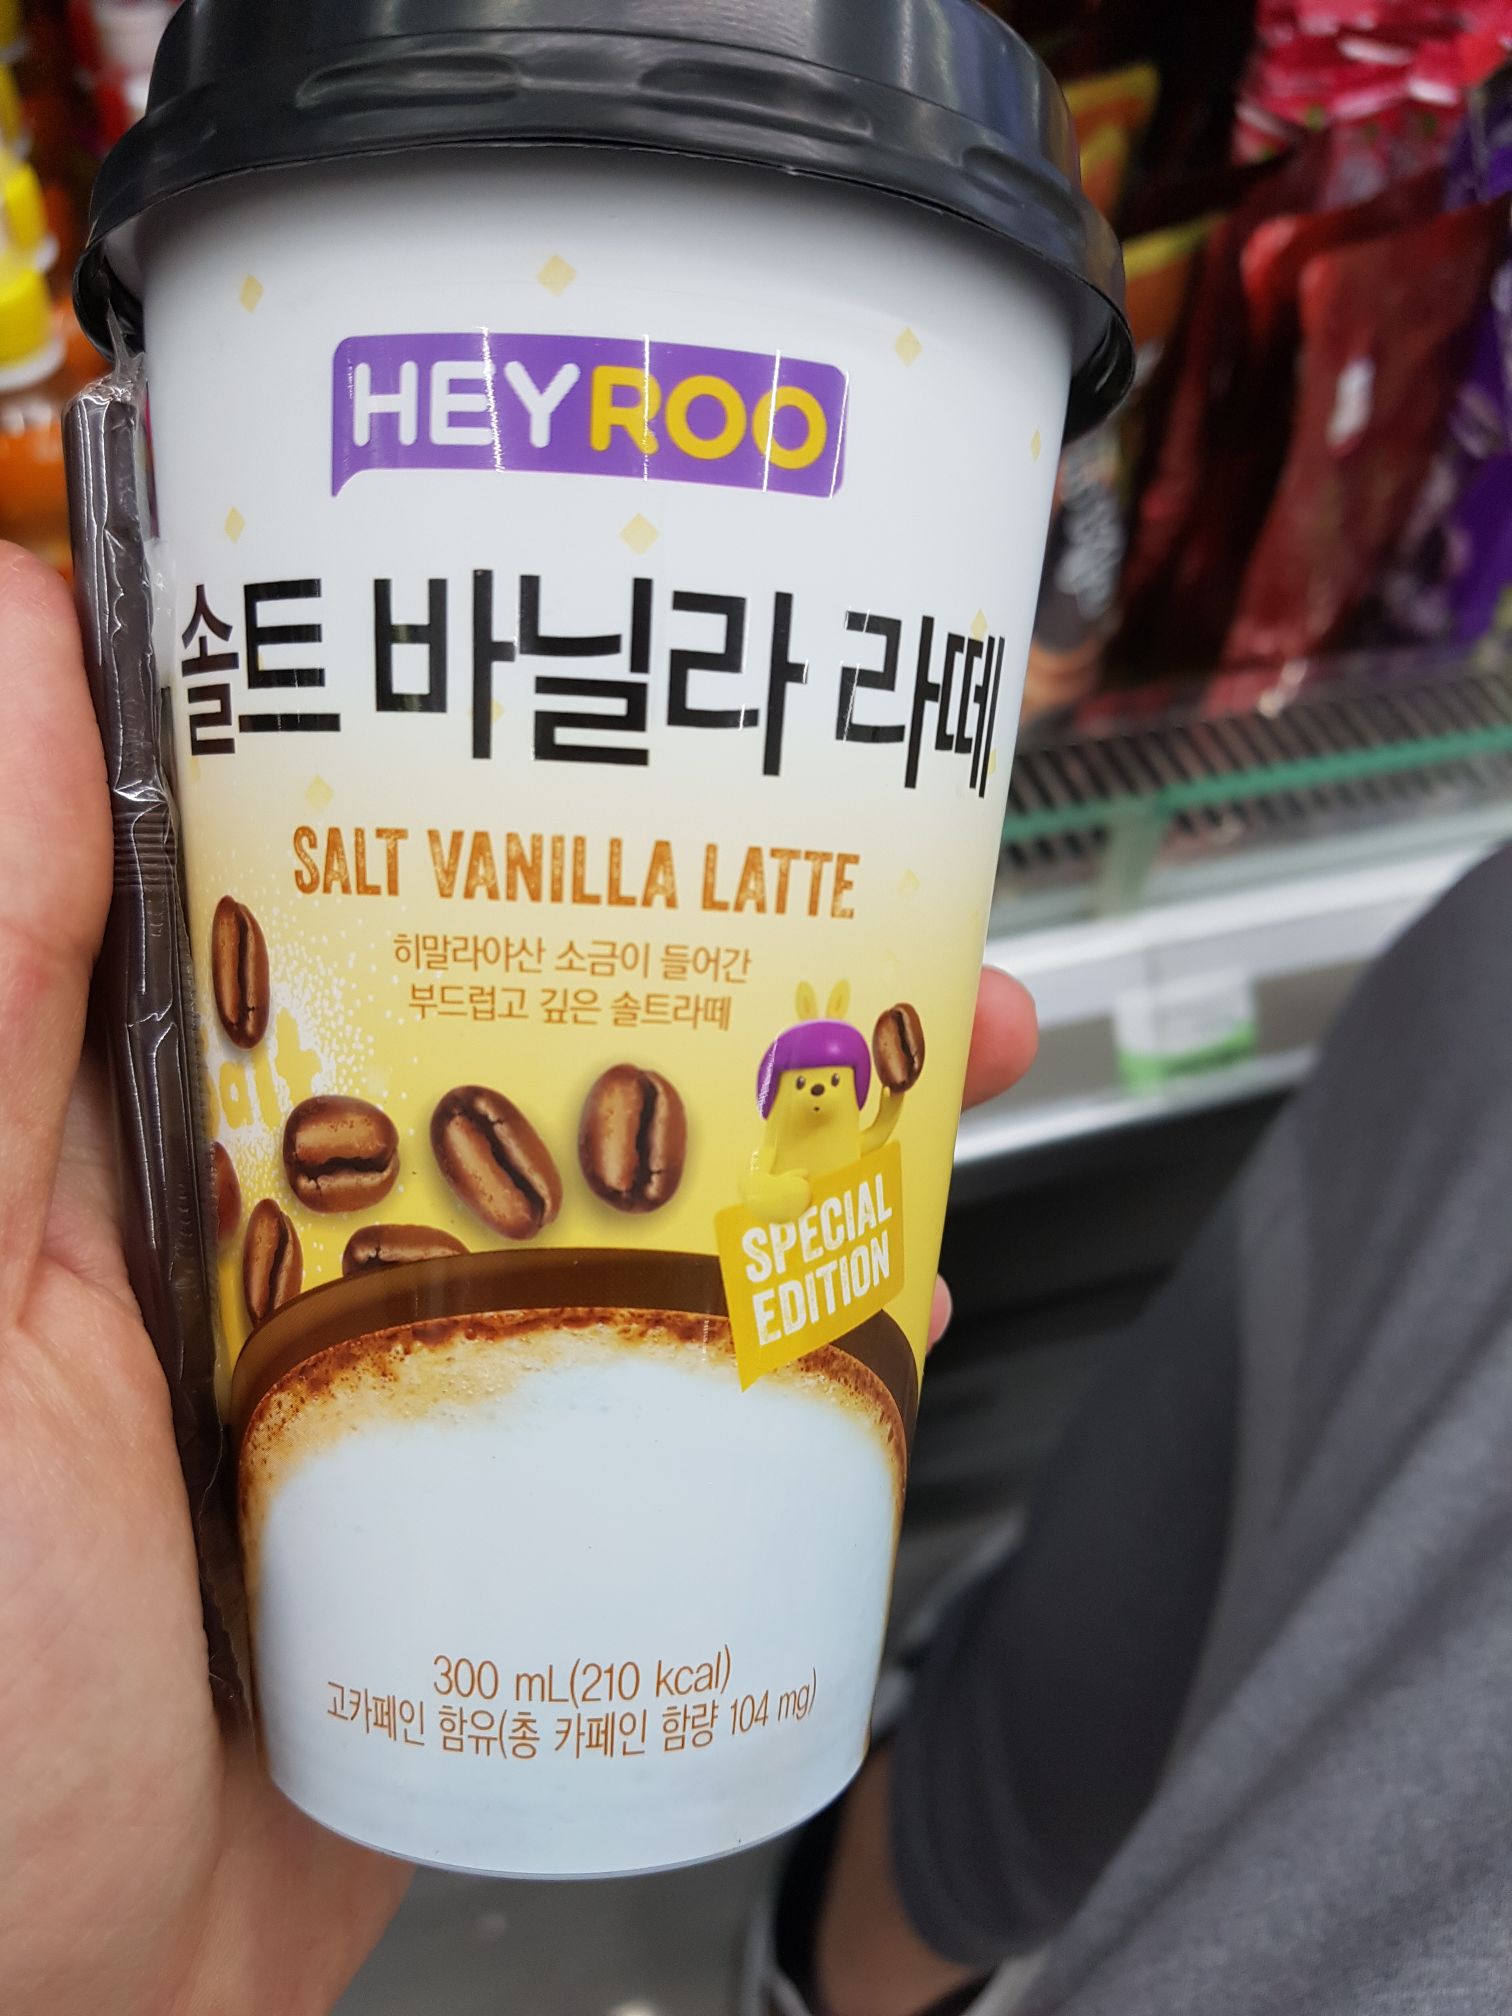 HEYROO
솔트 바닐라 라떼
SALT VANILLA LATTE
히말라야산 소금이 들어간
부드럽고 깊은 솔트라떼
salt
SPECIAL
EDITION
300 mL(210 kcal)
고카페인 함유(총 카페인 함량 104 mg)